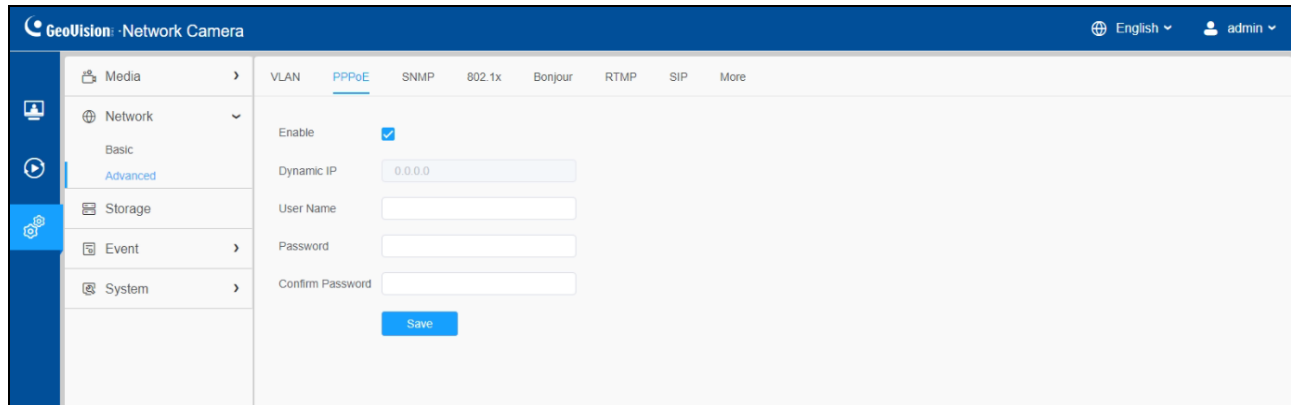 GeoVision · Network Camera
English
admin
Media
Network
Basic
Advanced
Storage
Event
System
VLAN PPPoE SNMP 802.1x Bonjour RTMP SIP More
Enable
Dynamic IP 0.0.0.0
User Name
Password
Confirm Password
Save